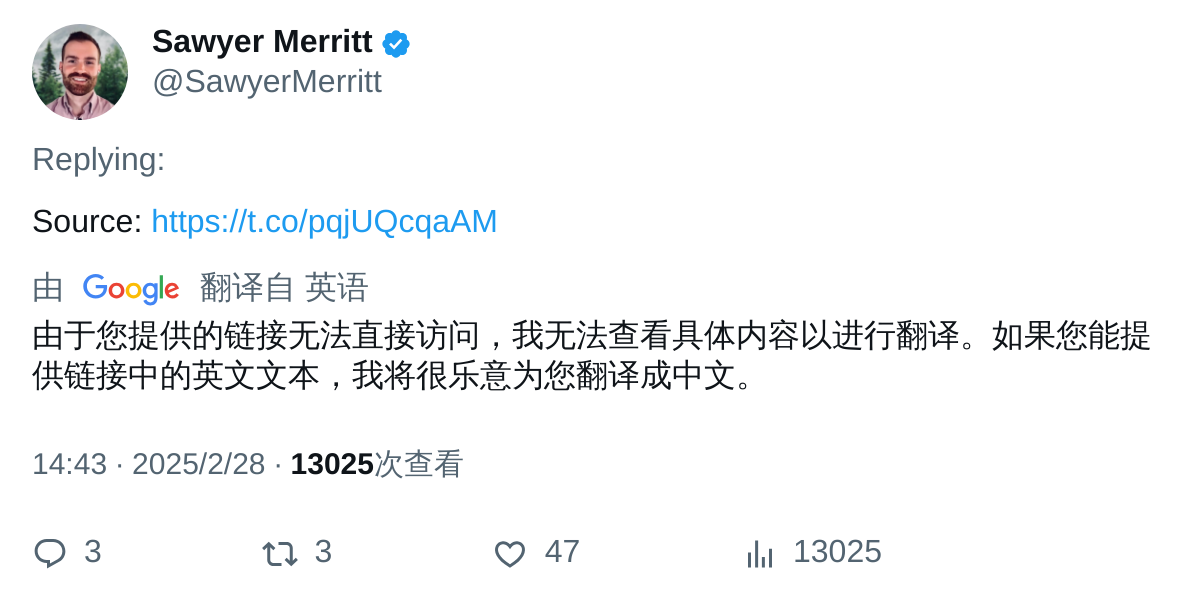 Sawyer Merritt
@SawyerMerritt
Replying:
Source: https://t.co/pqjUQcqaAM
由 Google 翻译自 英语
由于您提供的链接无法直接访问，我无法查看具体内容以进行翻译。如果您能提
供链接中的英文文本，我将很乐意为您翻译成中文。
14:43 · 2025/2/28 · 13025次查看
3 3 47 13025